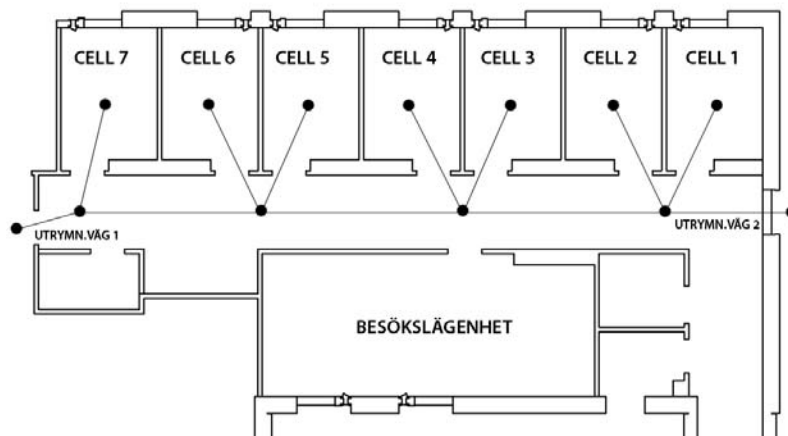 CELL 7
CELL 6
CELL 5
CELL 4
CELL 3
CELL 2
CELL 1
UTRYMN.VÄG 1
UTRYMN.VÄG 2
BESÖKSLÄGENHET